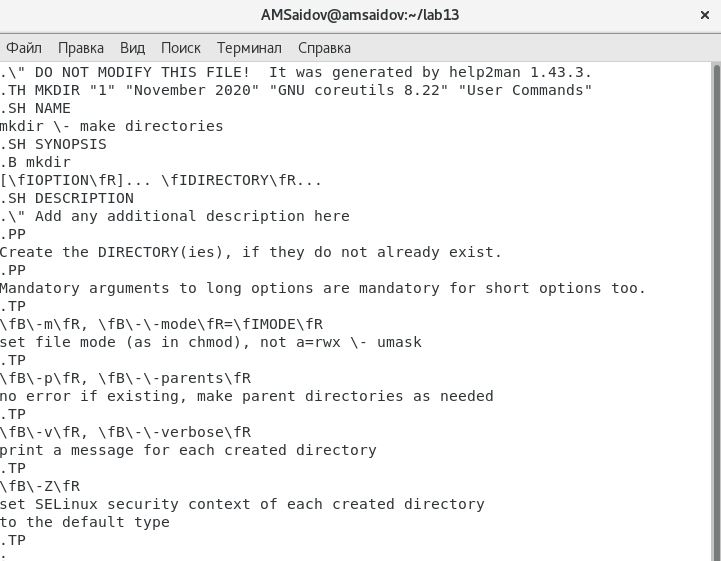 AMSaidov@amsaidov:~/lab13
Файл Правка Вид Поиск Терминал Справка
.\" DO NOT MODIFY THIS FILE!  It was generated by help2man 1.43.3.
.TH MKDIR "1" "November 2020" "GNU coreutils 8.22" "User Commands"
.SH NAME
mkdir \- make directories
.SH SYNOPSIS
.B mkdir
[\fIOPTION\fR]... \fIDIRECTORY\fR...
.SH DESCRIPTION
.\" Add any additional description here
.PP
Create the DIRECTORY(ies), if they do not already exist.
.PP
Mandatory arguments to long options are mandatory for short options too.
.TP
\fB\-m\fR, \fB\-\-mode\fR=\fIMODE\fR
set file mode (as in chmod), not a=rwx \- umask
.TP
\fB\-p\fR, \fB\-\-parents\fR
no error if existing, make parent directories as needed
.TP
\fB\-v\fR, \fB\-\-verbose\fR
print a message for each created directory
.TP
\fB\-Z\fR
set SELinux security context of each created directory
to the default type
.TP
: